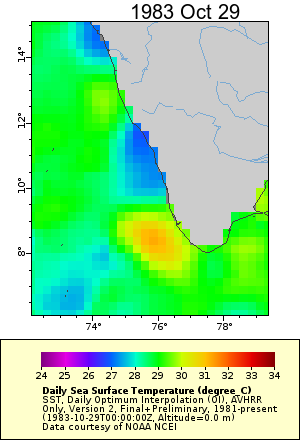 1983 Oct 29
14°
12°
10°
8°
74°
76°
78°
24 25 26 27 28 29 30 31 32 33 34
Daily Sea Surface Temperature (degree_C)
SST, Daily Optimum Interpolation (OI), AVHRR
Only, Version 2, Final+Preliminary, 1981-present
(1983-10-29T00:00:00Z, Altitude=0.0 m)
Data courtesy of NOAA NCEI